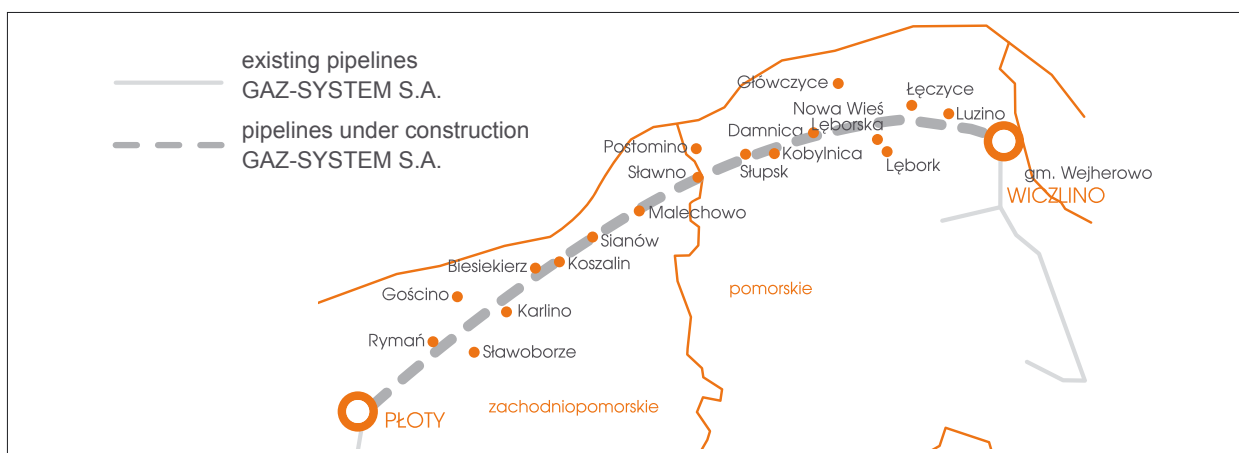 existing pipelines
GAZ-SYSTEM S.A.
pipelines under construction
GAZ-SYSTEM S.A.
Główczyce
Łęczyce
Nowa Wieś
Lęborska
Luzino
Damnica
Postomino
Kobylnica
Słupsk
Lębork
Sławno
gm. Wejherowo
WICZLINO
Malechowo
Sianów
Biesiekierz
Koszalin
pomorskie
Gościno
Karlino
Rymań
Sławoborze
zachodniopomorskie
PŁOTY